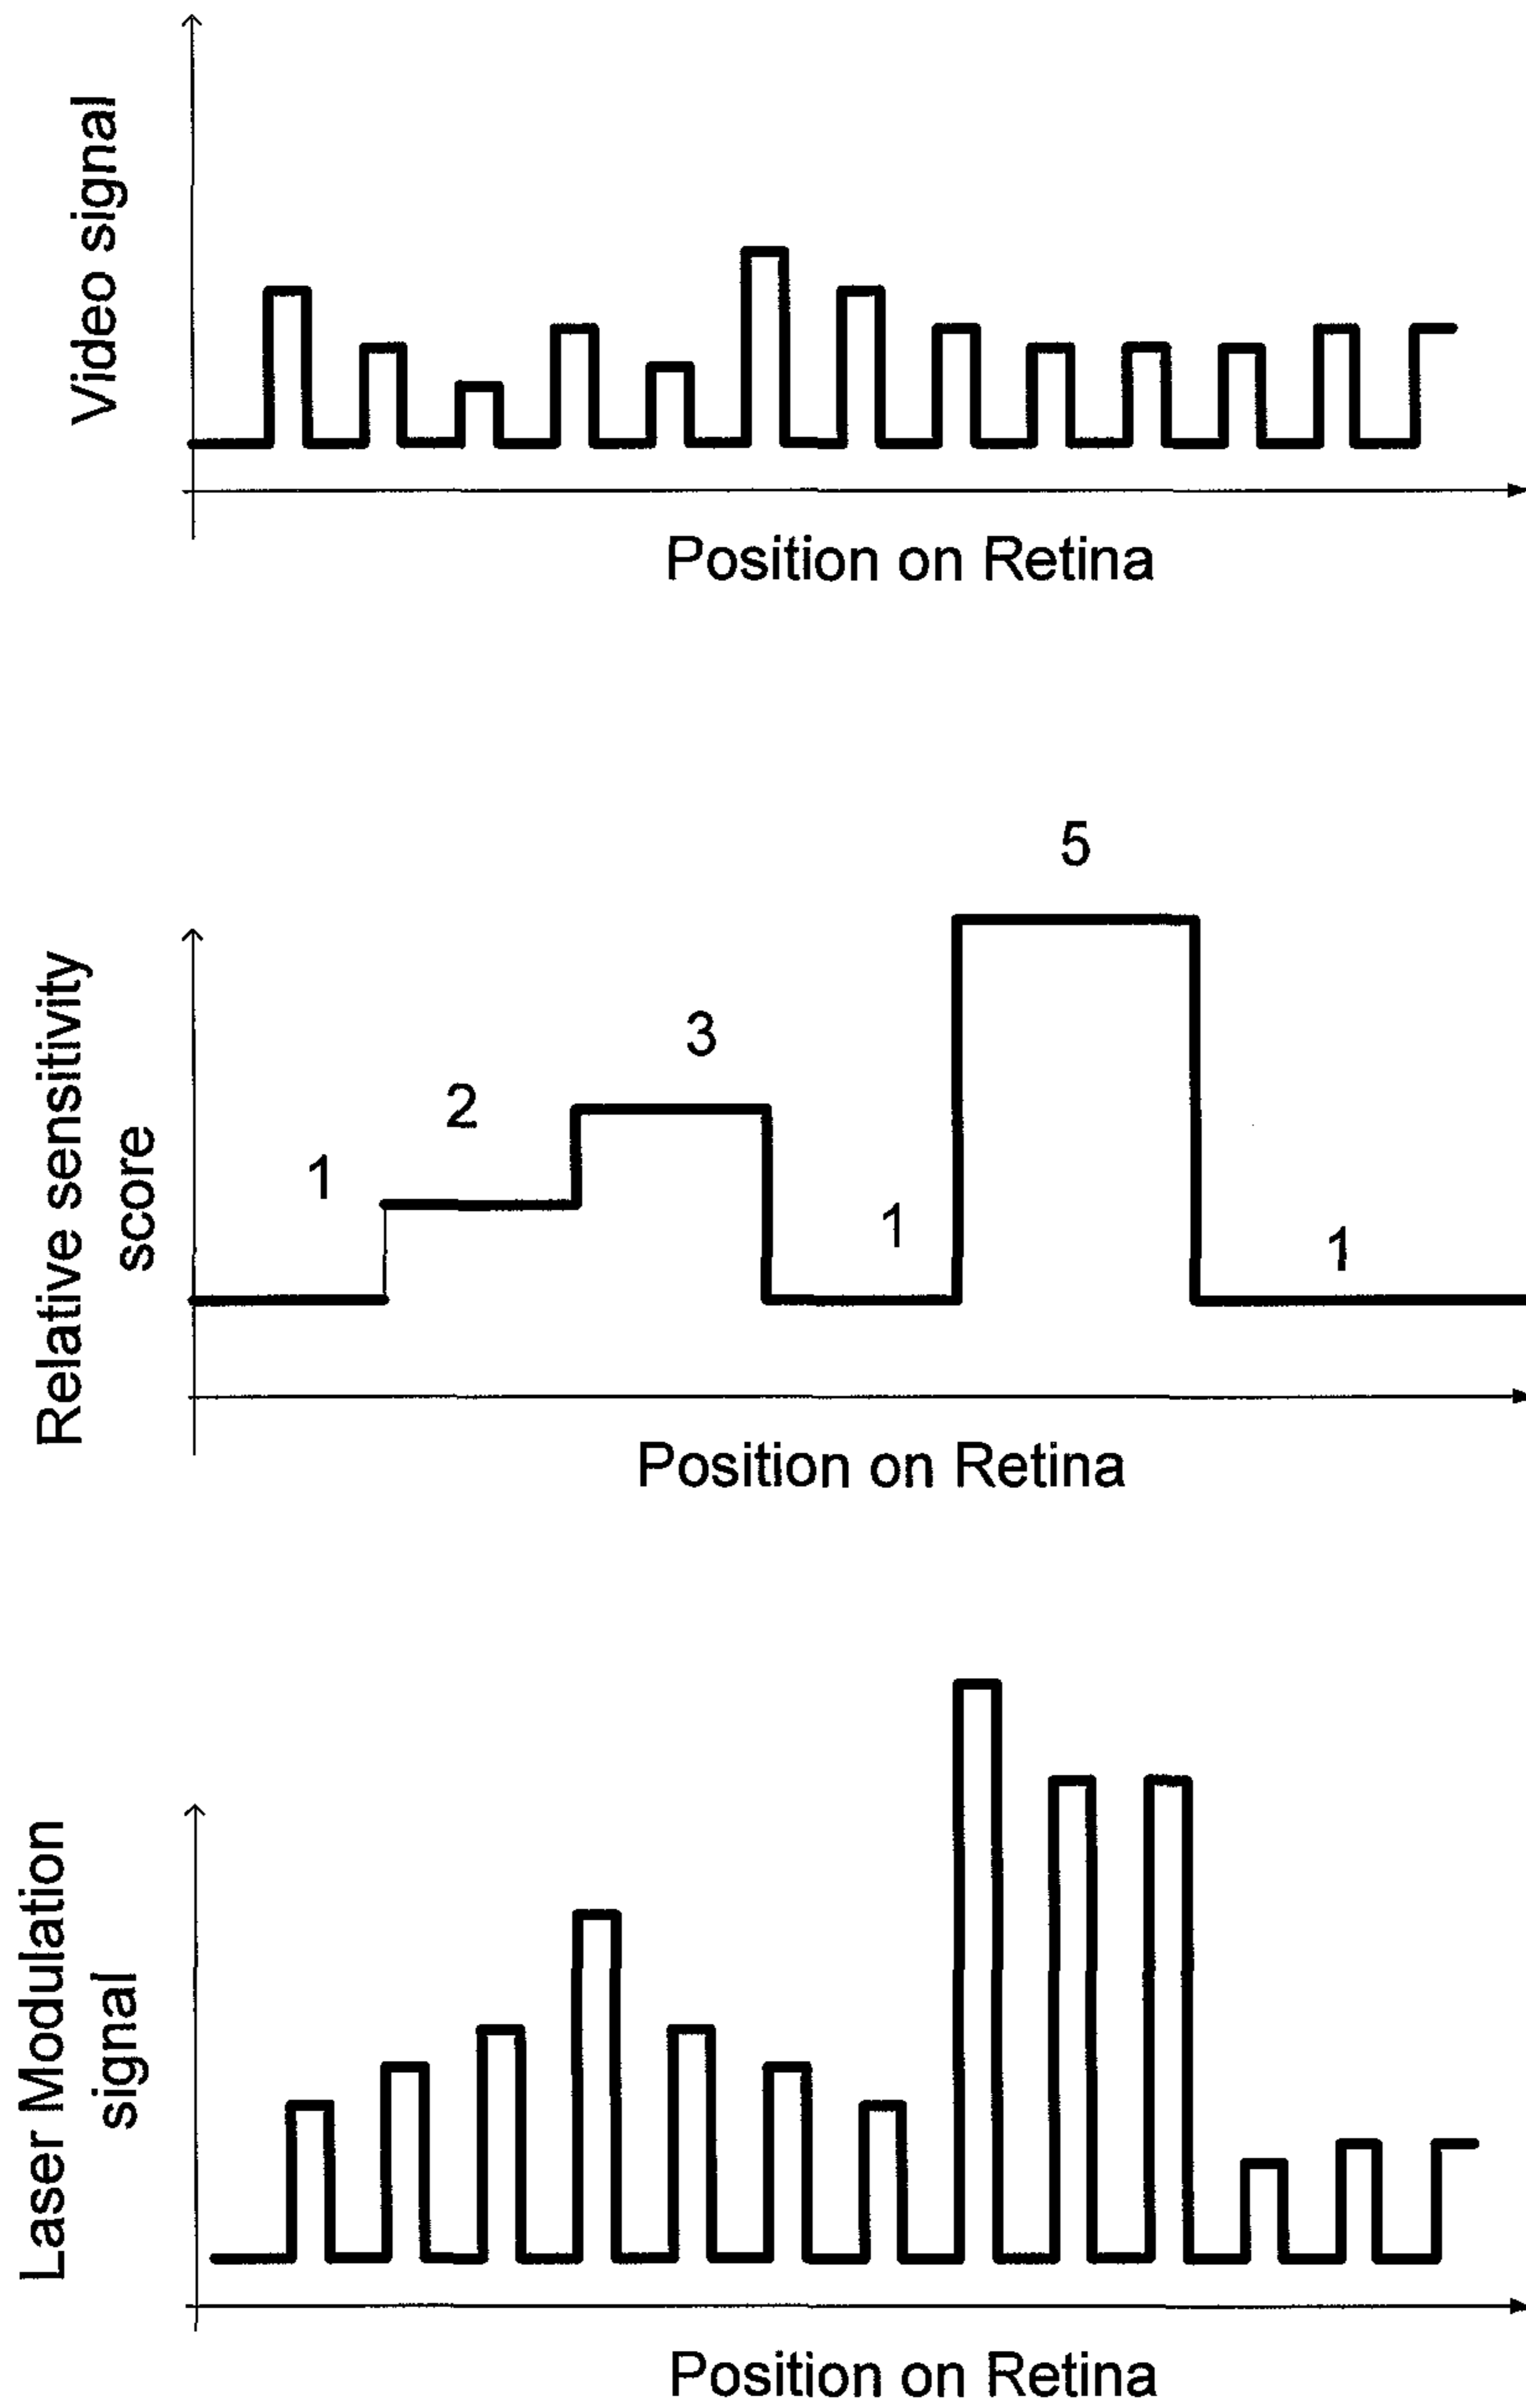 Video signal
Position on Retina
Relative sensitivity
score
1
2
3
1
5
1
Position on Retina
Laser Modulation
signal
Position on Retina